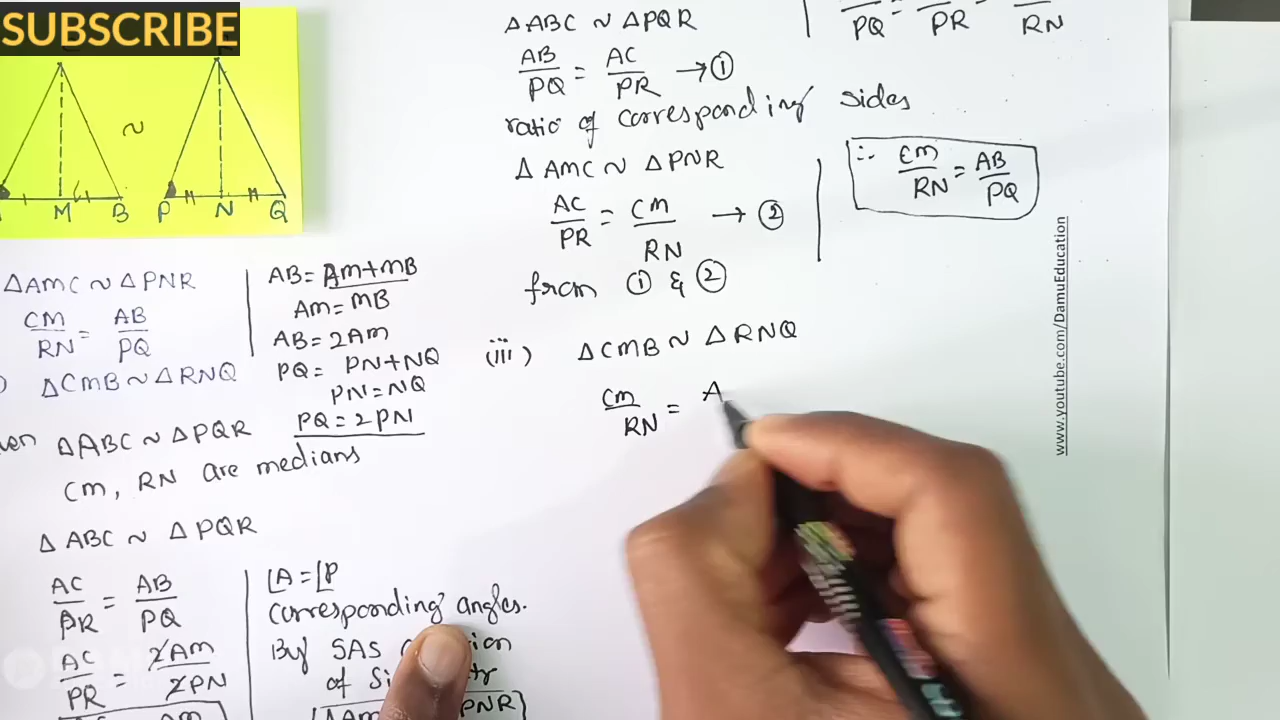 SUBSCRIBE
~
M B P N Q
ΔAMC ~ ΔPNR
CM/RN = AB/PQ
ΔCMB ~ ΔRNQ
ΔABC ~ ΔPQR
CM, RN are medians
ΔABC ~ ΔPQR
AC/PR = AB/PQ
AC/PR = 2AM/2PN
AB = AM+MB
AM = MB
AB = 2AM
PQ = PN+NQ
PN = NQ
PQ = 2PN
∠A = ∠P
corresponding angles.
By SAS
of
ΔABC ~ ΔPQR
AB/PQ = AC/PR → ①
ratio of corresponding sides
ΔAMC ~ ΔPNR
AC/PR = CM/RN → ②
from ① & ②
PQ = PR RN
∴ CM/RN = AB/PQ
(iii) ΔCMB ~ ΔRNQ
CM/RN = A
www.youtube.com/DamuEducation